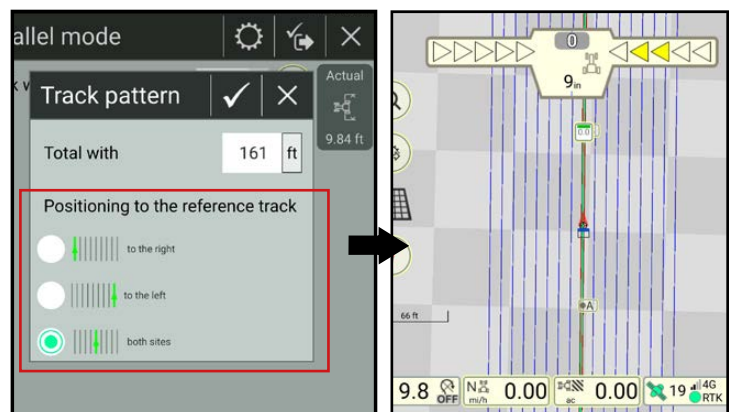 allel mode
Track pattern
Actual
9.84 ft
Total with 161 ft
Positioning to the reference track
to the right
to the left
both sites
0
9 in
0.0
A
66 ft
9.8 OFF N mi/h 0.00 ac 0.00 19 4G RTK